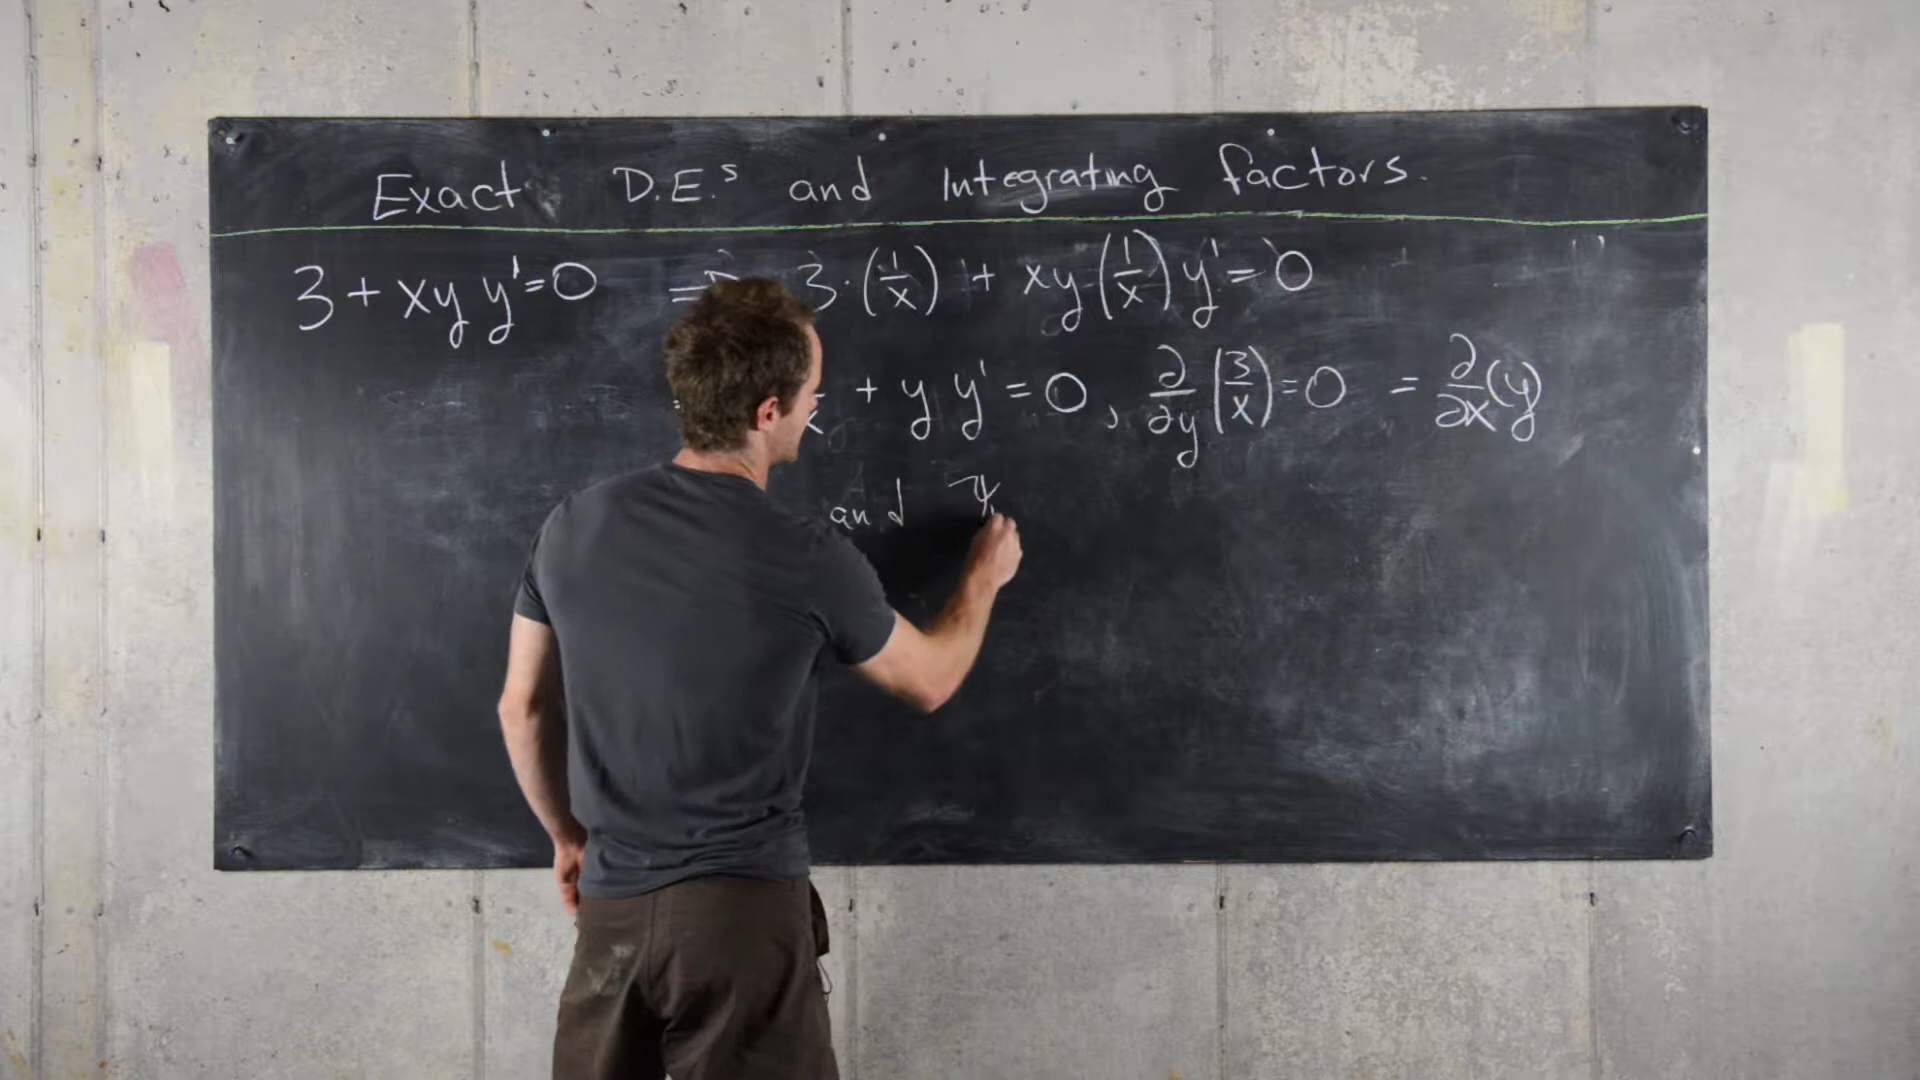 Exact D.E.s and Integrating factors.
3 + xy y' = 0 ⇒ 3·(1/x) + xy(1/x) y' = 0
+ y y' = 0, ∂/∂y (3/x) = 0 = ∂/∂x (y)
and Ψ